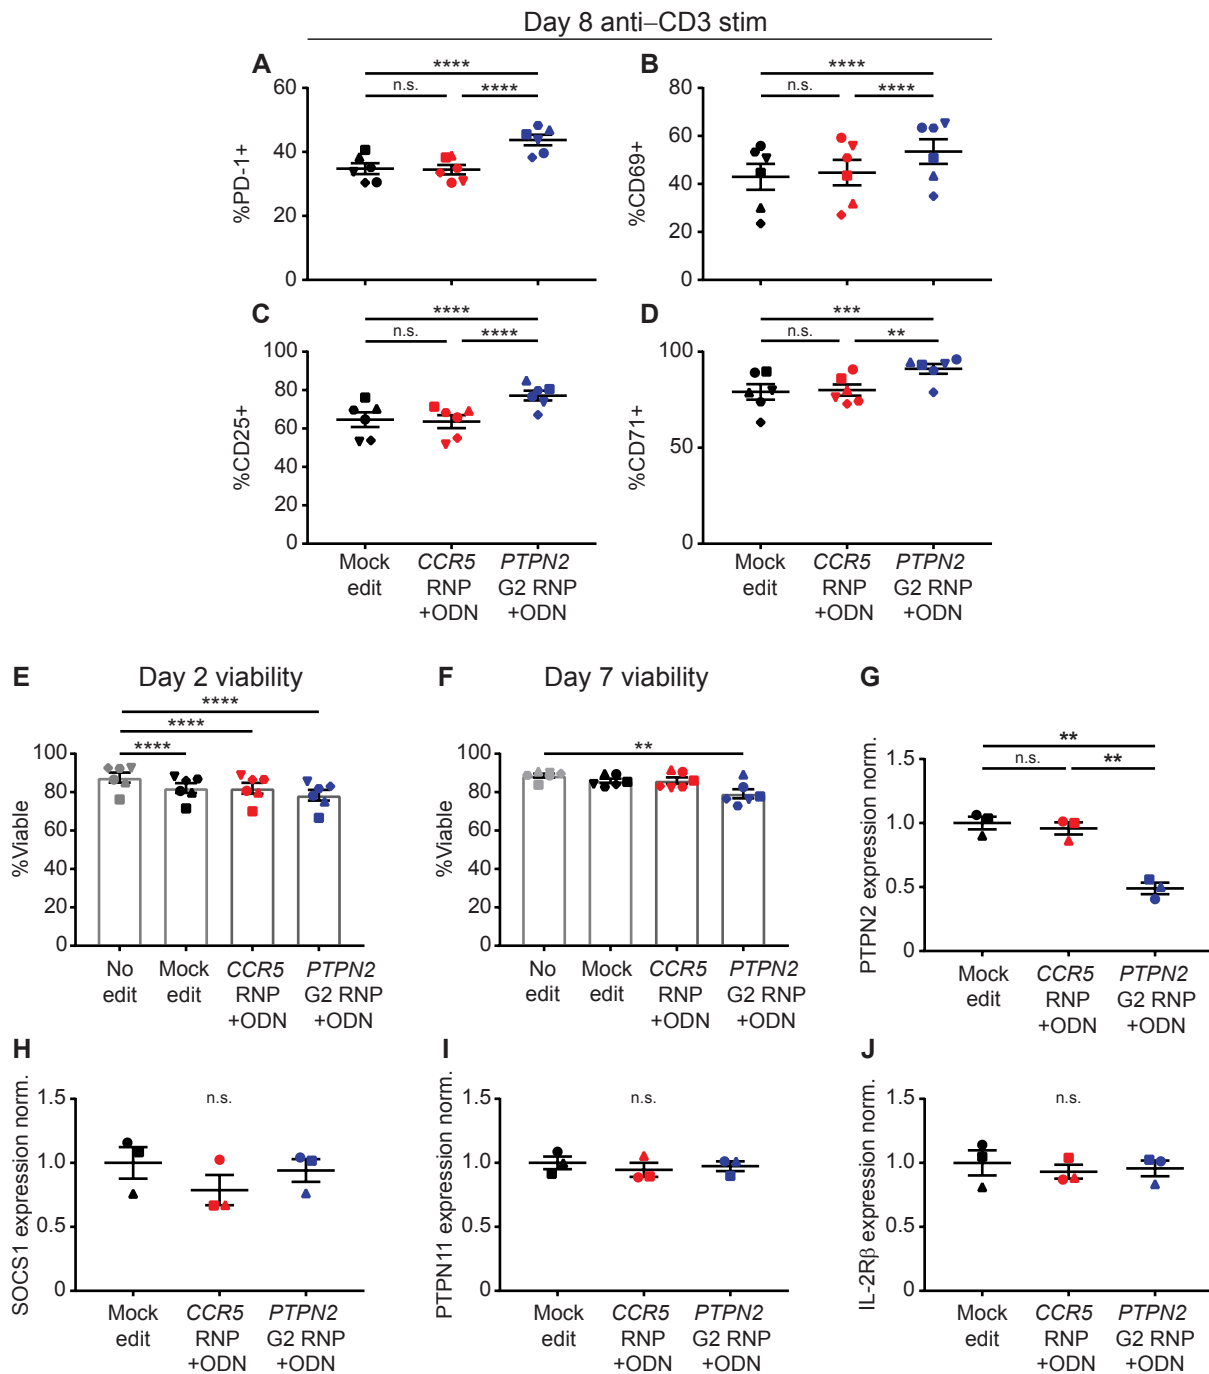 Day 8 anti–CD3 stim
A
****
n.s.
****
60
40
20
0
%PD-1+
B
****
n.s.
****
80
60
40
20
0
%CD69+
C
****
n.s.
****
100
80
60
40
20
0
%CD25+
Mock
edit
CCR5
RNP
+ODN
PTPN2
G2 RNP
+ODN
D
***
n.s.
**
100
50
0
%CD71+
Mock
edit
CCR5
RNP
+ODN
PTPN2
G2 RNP
+ODN
E
Day 2 viability
****
****
****
100
80
60
40
20
0
%Viable
No
edit
Mock
edit
CCR5
RNP
+ODN
PTPN2
G2 RNP
+ODN
F
Day 7 viability
**
100
80
60
40
20
0
%Viable
No
edit
Mock
edit
CCR5
RNP
+ODN
PTPN2
G2 RNP
+ODN
G
**
n.s.
**
1.5
1.0
0.5
0
PTPN2 expression norm.
Mock
edit
CCR5
RNP
+ODN
PTPN2
G2 RNP
+ODN
H
n.s.
1.5
1.0
0.5
0
SOCS1 expression norm.
Mock
edit
CCR5
RNP
+ODN
PTPN2
G2 RNP
+ODN
I
n.s.
1.5
1.0
0.5
0
PTPN11 expression norm.
Mock
edit
CCR5
RNP
+ODN
PTPN2
G2 RNP
+ODN
J
n.s.
1.5
1.0
0.5
0
IL-2Rβ expression norm.
Mock
edit
CCR5
RNP
+ODN
PTPN2
G2 RNP
+ODN